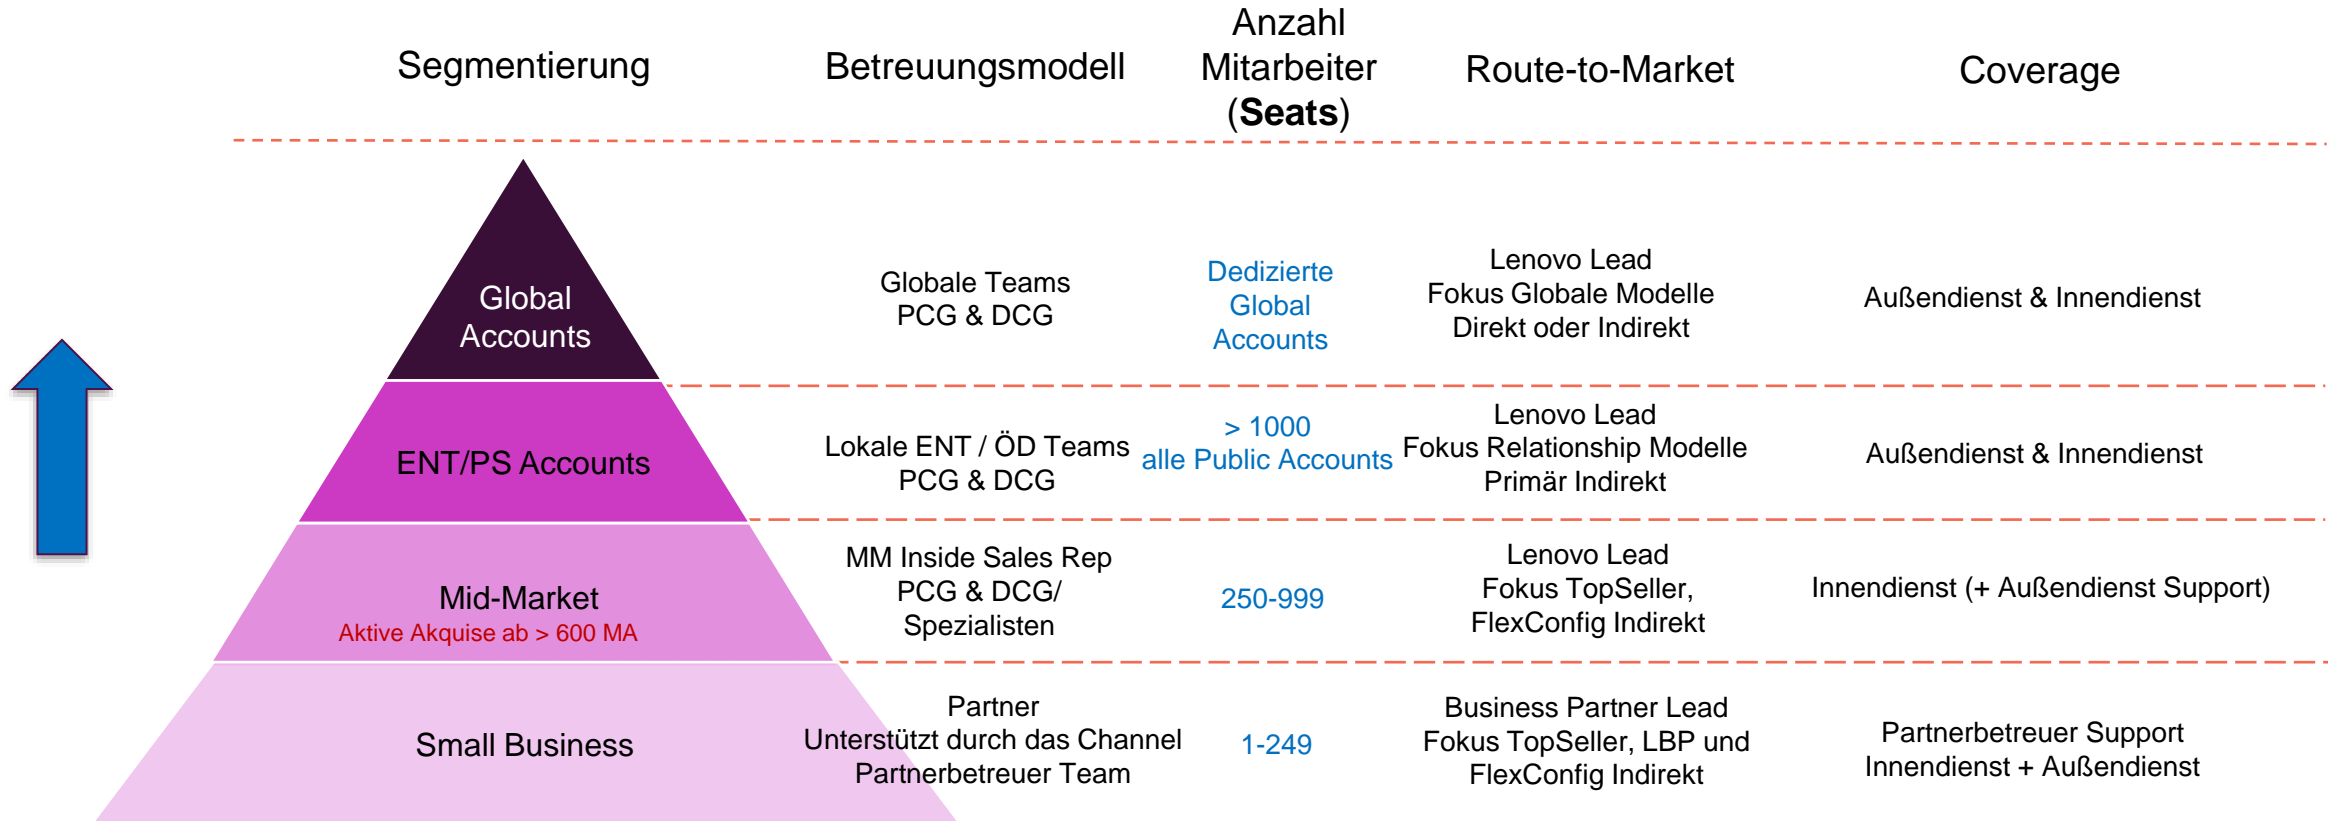 Segmentierung
Betreuungsmodell
Anzahl
Mitarbeiter
(Seats)
Route-to-Market
Coverage
Global
Accounts
Globale Teams
PCG & DCG
Dedizierte
Global
Accounts
Lenovo Lead
Fokus Globale Modelle
Direkt oder Indirekt
Außendienst & Innendienst
ENT/PS Accounts
Lokale ENT / ÖD Teams
PCG & DCG
> 1000
alle Public Accounts
Lenovo Lead
Fokus Relationship Modelle
Primär Indirekt
Außendienst & Innendienst
Mid-Market
Aktive Akquise ab > 600 MA
MM Inside Sales Rep
PCG & DCG/
Spezialisten
250-999
Lenovo Lead
Fokus TopSeller,
FlexConfig Indirekt
Innendienst (+ Außendienst Support)
Small Business
Partner
Unterstützt durch das Channel
Partnerbetreuer Team
1-249
Business Partner Lead
Fokus TopSeller, LBP und
FlexConfig Indirekt
Partnerbetreuer Support
Innendienst + Außendienst